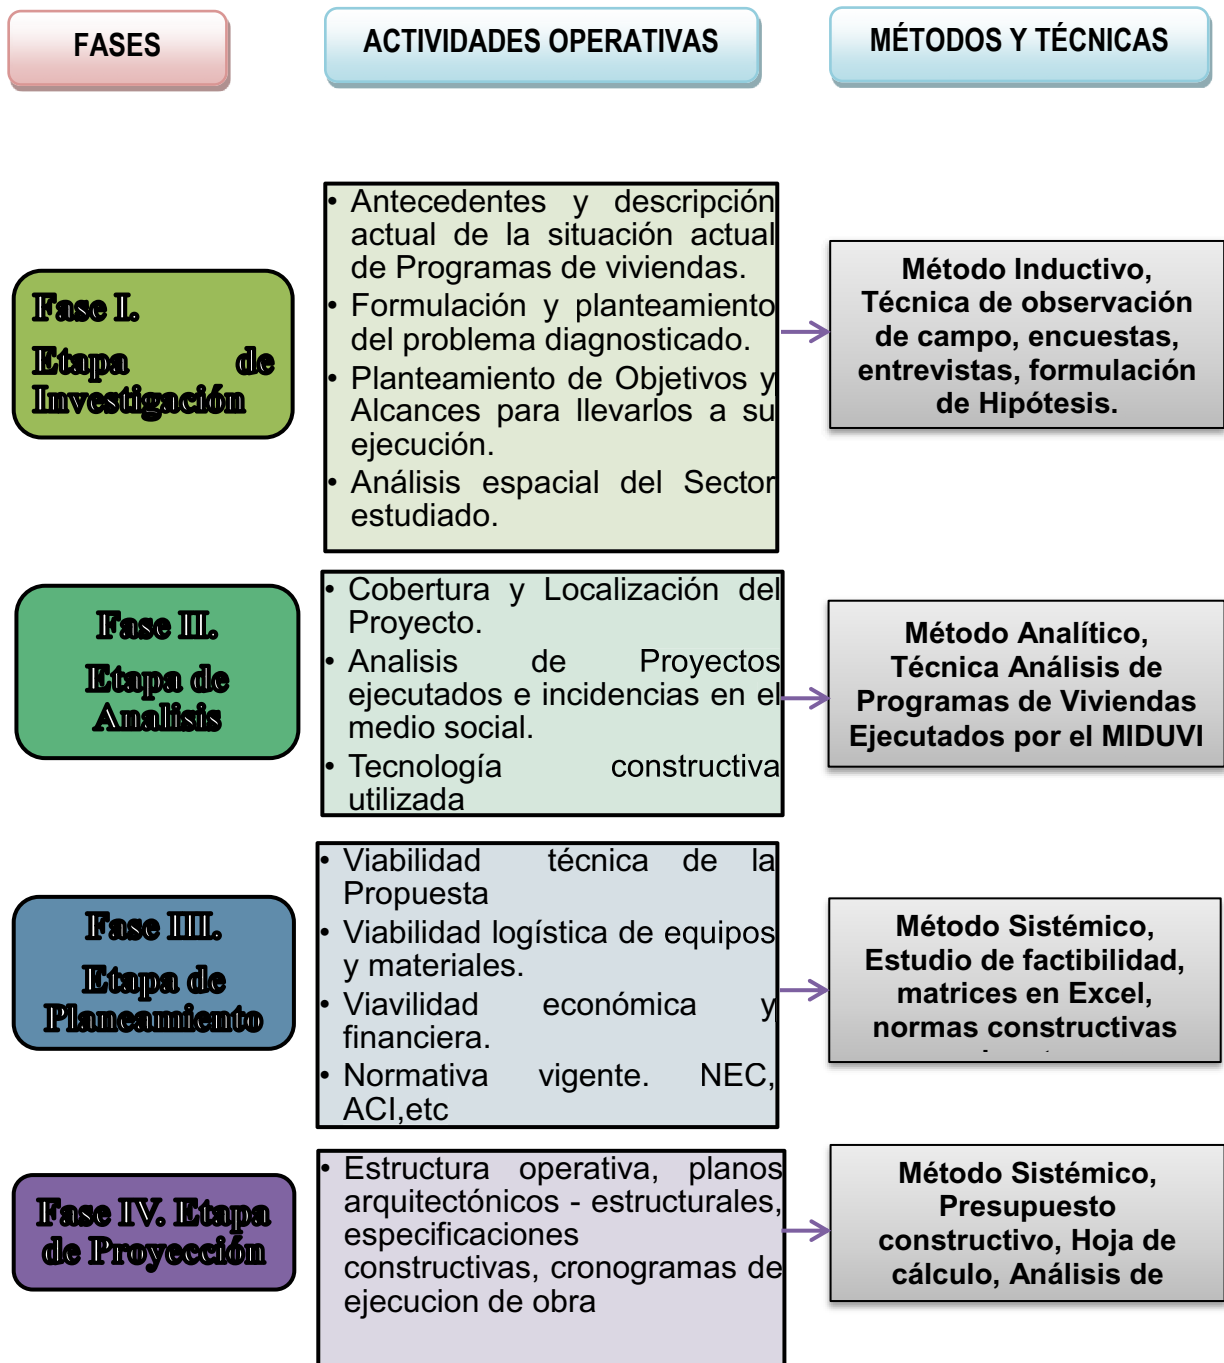 FASES
ACTIVIDADES OPERATIVAS
MÉTODOS Y TÉCNICAS
Fase I.
Etapa de
Investigación
• Antecedentes y descripción
actual de la situación actual
de Programas de viviendas.
• Formulación y planteamiento
del problema diagnosticado.
• Planteamiento de Objetivos y
Alcances para llevarlos a su
ejecución.
• Análisis espacial del Sector
estudiado.
Método Inductivo,
Técnica de observación
de campo, encuestas,
entrevistas, formulación
de Hipótesis.
Fase II.
Etapa de
Analisis
• Cobertura y Localización del
Proyecto.
• Analisis de Proyectos
ejecutados e incidencias en el
medio social.
• Tecnología constructiva
utilizada
Método Analítico,
Técnica Análisis de
Programas de Viviendas
Ejecutados por el MIDUVI
Fase III.
Etapa de
Planeamiento
• Viabilidad técnica de la
Propuesta
• Viabilidad logística de equipos
y materiales.
• Viavilidad económica y
financiera.
• Normativa vigente. NEC,
ACI,etc
Método Sistémico,
Estudio de factibilidad,
matrices en Excel,
normas constructivas
Fase IV. Etapa
de Proyección
• Estructura operativa, planos
arquitectónicos - estructurales,
especificaciones
constructivas, cronogramas de
ejecucion de obra
Método Sistémico,
Presupuesto
constructivo, Hoja de
cálculo, Análisis de